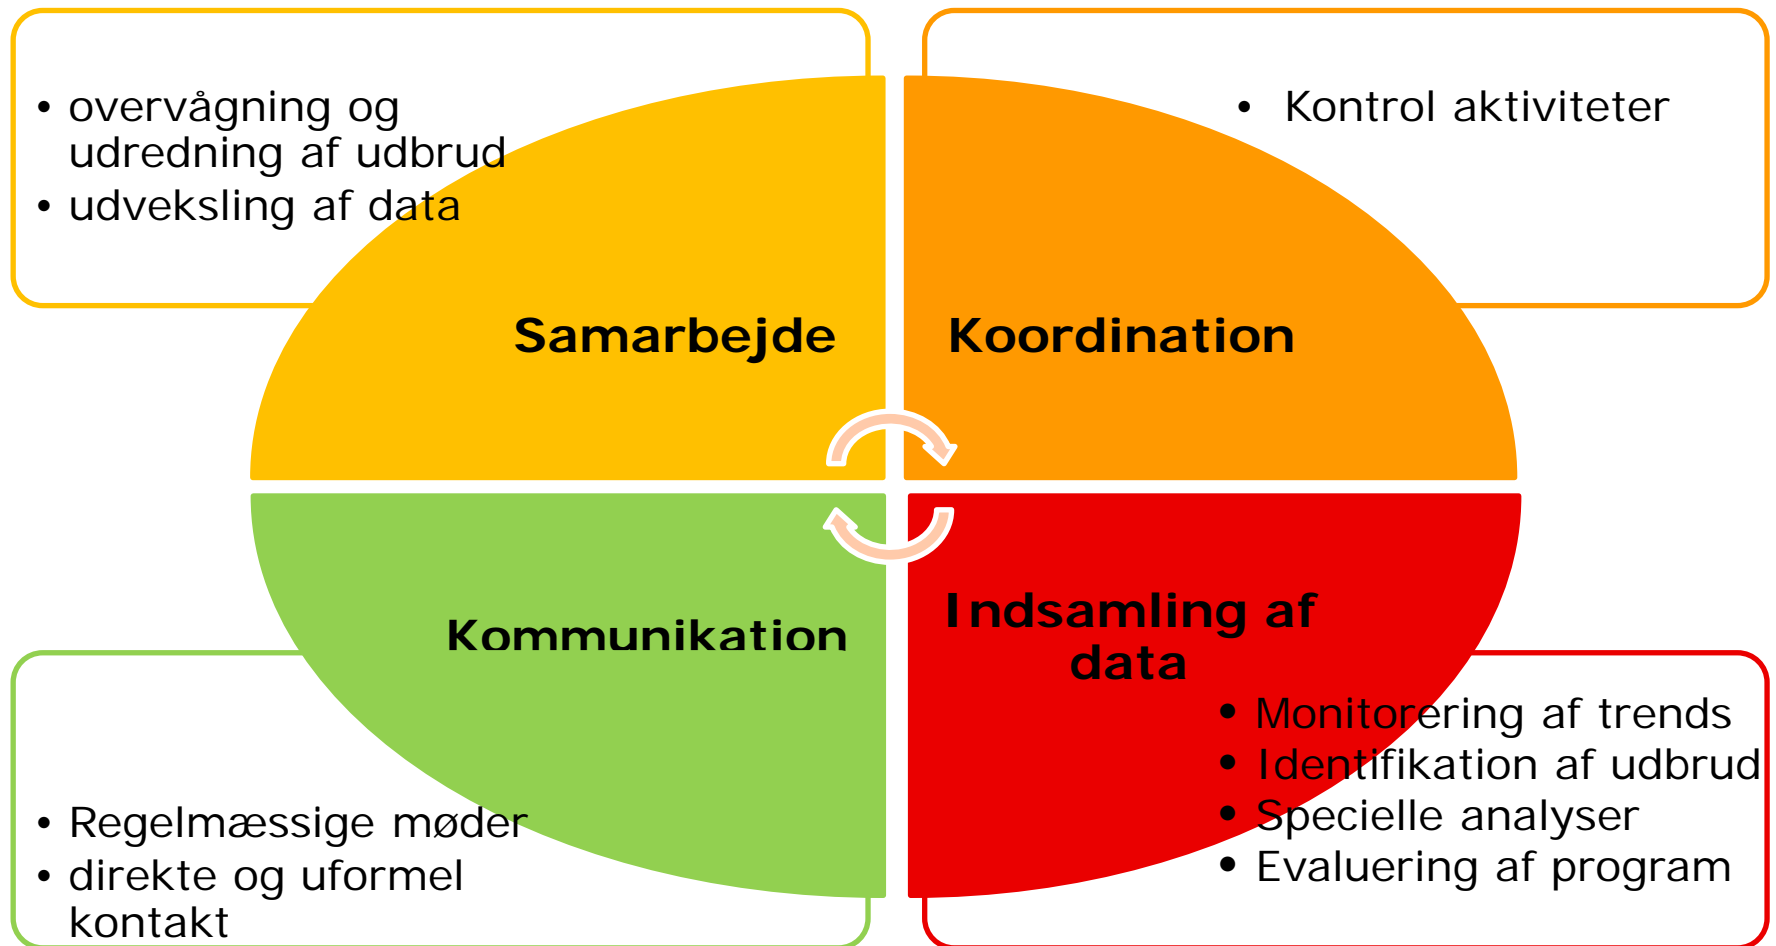 • overvågning og
udredning af udbrud
• udveksling af data
• Kontrol aktiviteter
Samarbejde
Koordination
Kommunikation
Indsamling af
data
• Regelmæssige møder
• direkte og uformel
kontakt
• Monitorering af trends
• Identifikation af udbrud
• Specielle analyser
• Evaluering af program